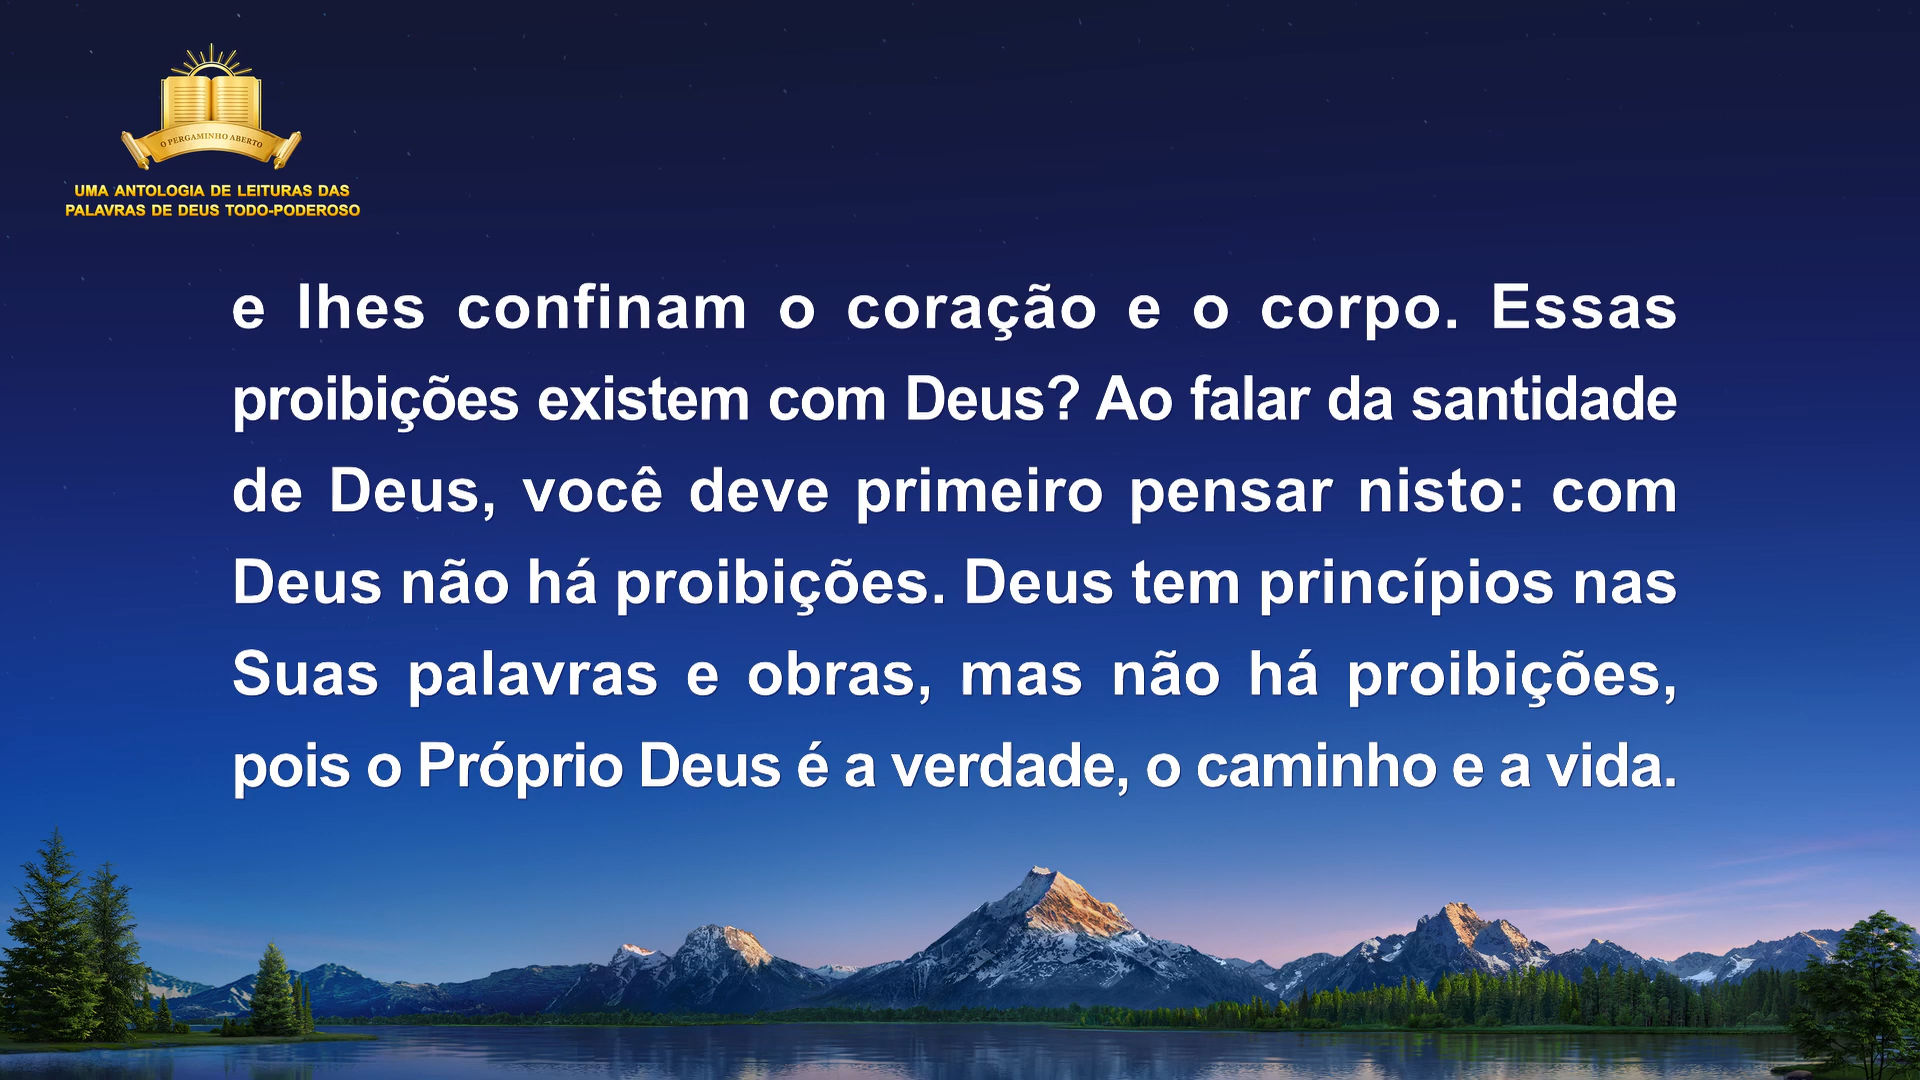 O PERGAMINHO ABERTO
UMA ANTOLOGIA DE LEITURAS DAS
PALAVRAS DE DEUS TODO-PODEROSO
e lhes confinam o coração e o corpo. Essas
proibições existem com Deus? Ao falar da santidade
de Deus, você deve primeiro pensar nisto: com
Deus não há proibições. Deus tem princípios nas
Suas palavras e obras, mas não há proibições,
pois o Próprio Deus é a verdade, o caminho e a vida.